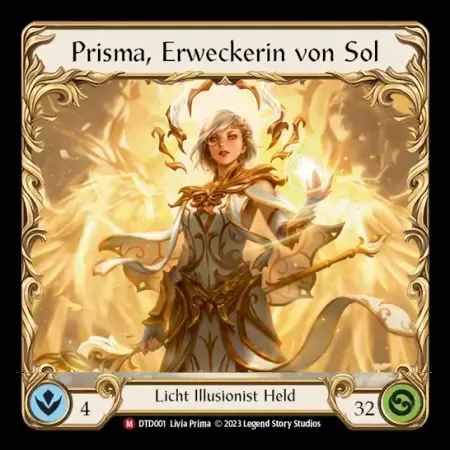 Prisma, Erweckerin von Sol
Licht Illusionist Held
4
32
M DTD001 Livia Prima © 2023 Legend Story Studios